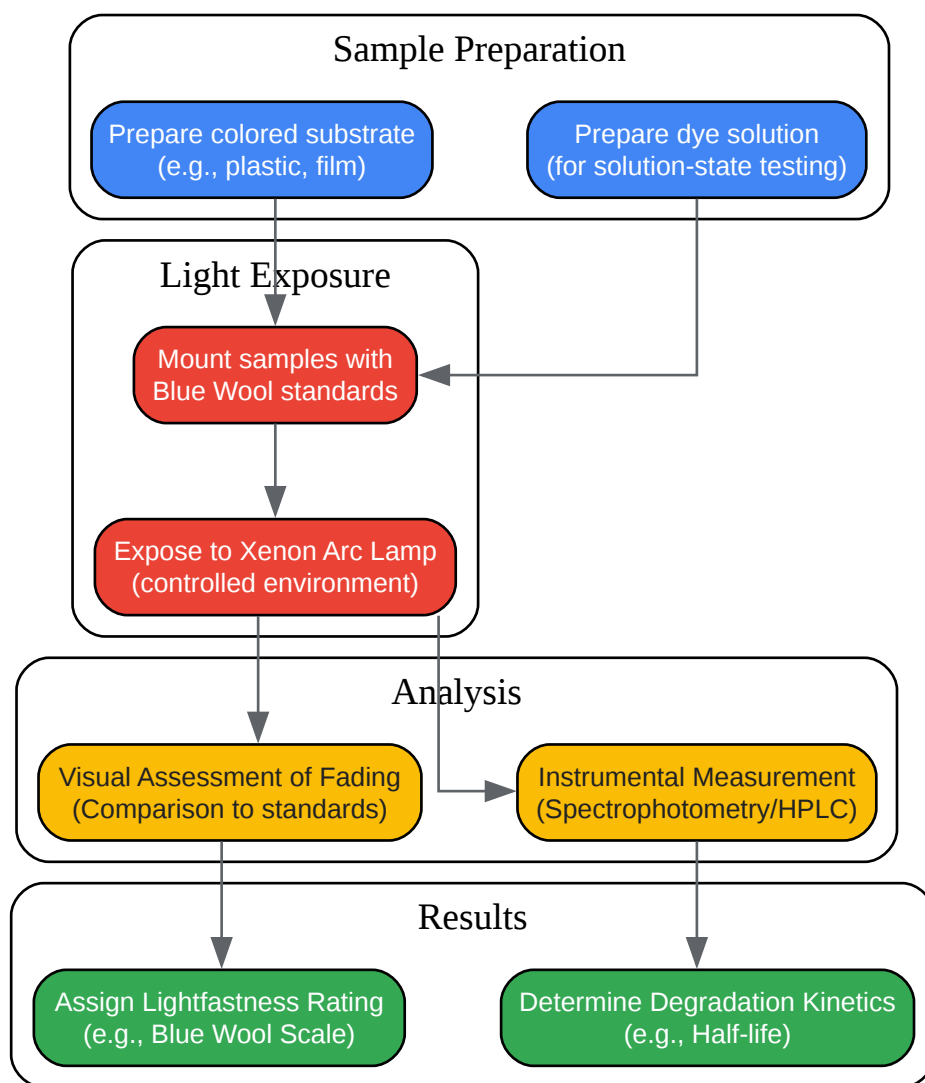 Sample Preparation
Prepare colored substrate
(e.g., plastic, film)
Prepare dye solution
(for solution-state testing)
Light Exposure
Mount samples with
Blue Wool standards
Expose to Xenon Arc Lamp
(controlled environment)
Analysis
Visual Assessment of Fading
(Comparison to standards)
Instrumental Measurement
(Spectrophotometry/HPLC)
Results
Assign Lightfastness Rating
(e.g., Blue Wool Scale)
Determine Degradation Kinetics
(e.g., Half-life)